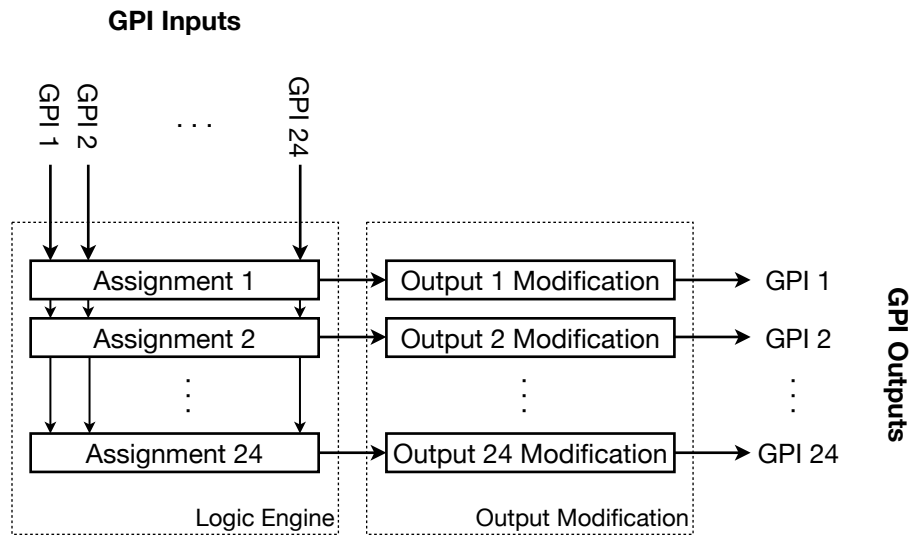 GPI Inputs
GPI 1
GPI 2
. . .
GPI 24
Assignment 1
Output 1 Modification
GPI 1
Assignment 2
Output 2 Modification
GPI 2
. . .
. . .
. . .
Assignment 24
Output 24 Modification
GPI 24
GPI Outputs
Logic Engine
Output Modification